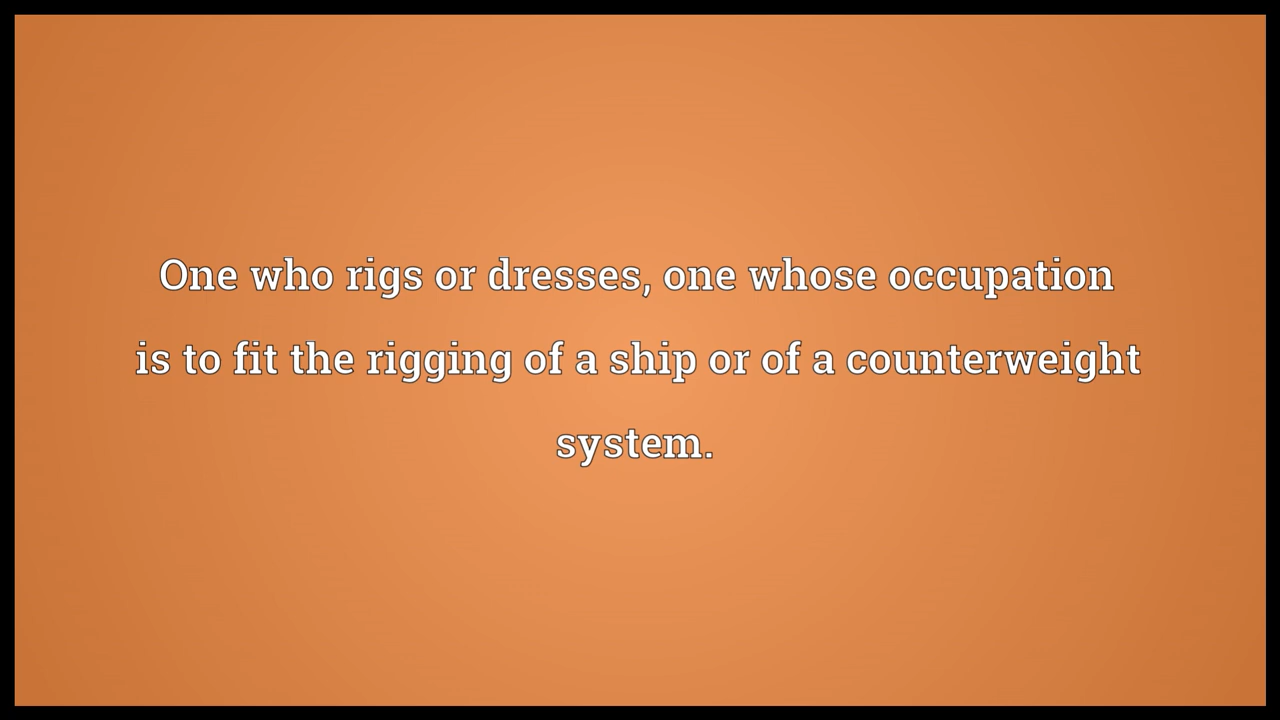 One who rigs or dresses, one whose occupation
is to fit the rigging of a ship or of a counterweight
system.